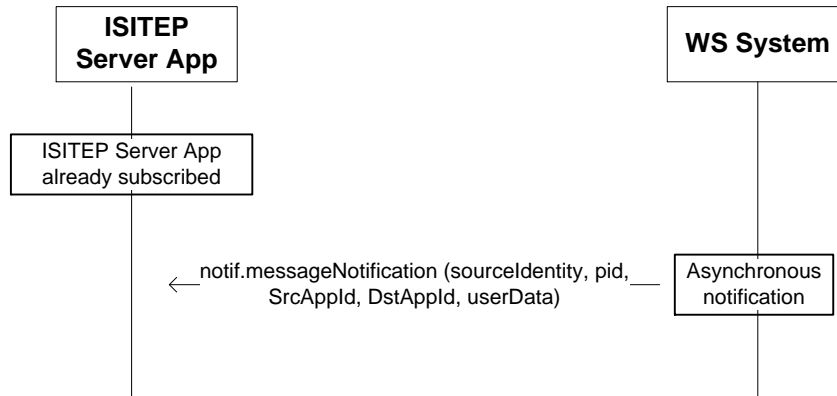 ISITEP
Server App
WS System
ISITEP Server App
already subscribed
notif.messageNotification (sourceIdentity, pid,
SrcAppId, DstAppId, userData)
Asynchronous
notification